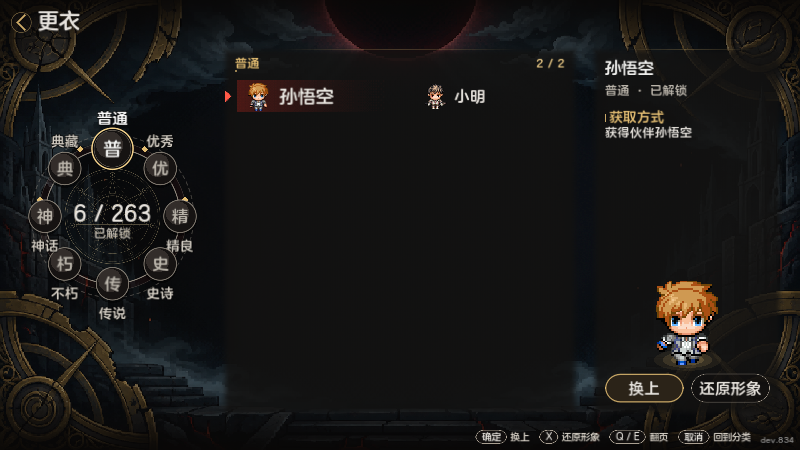 更衣
普通
2 / 2
孙悟空
小明
孙悟空
普通 · 已解锁
获取方式
获得伙伴孙悟空
普通
典藏
优秀
普
典
优
神
6 / 263
精
已解锁
神话
精良
朽
史
不朽
传
史诗
传说
换上
还原形象
确定 换上
X 还原形象
Q / E 翻页
取消 回到分类
dev.834